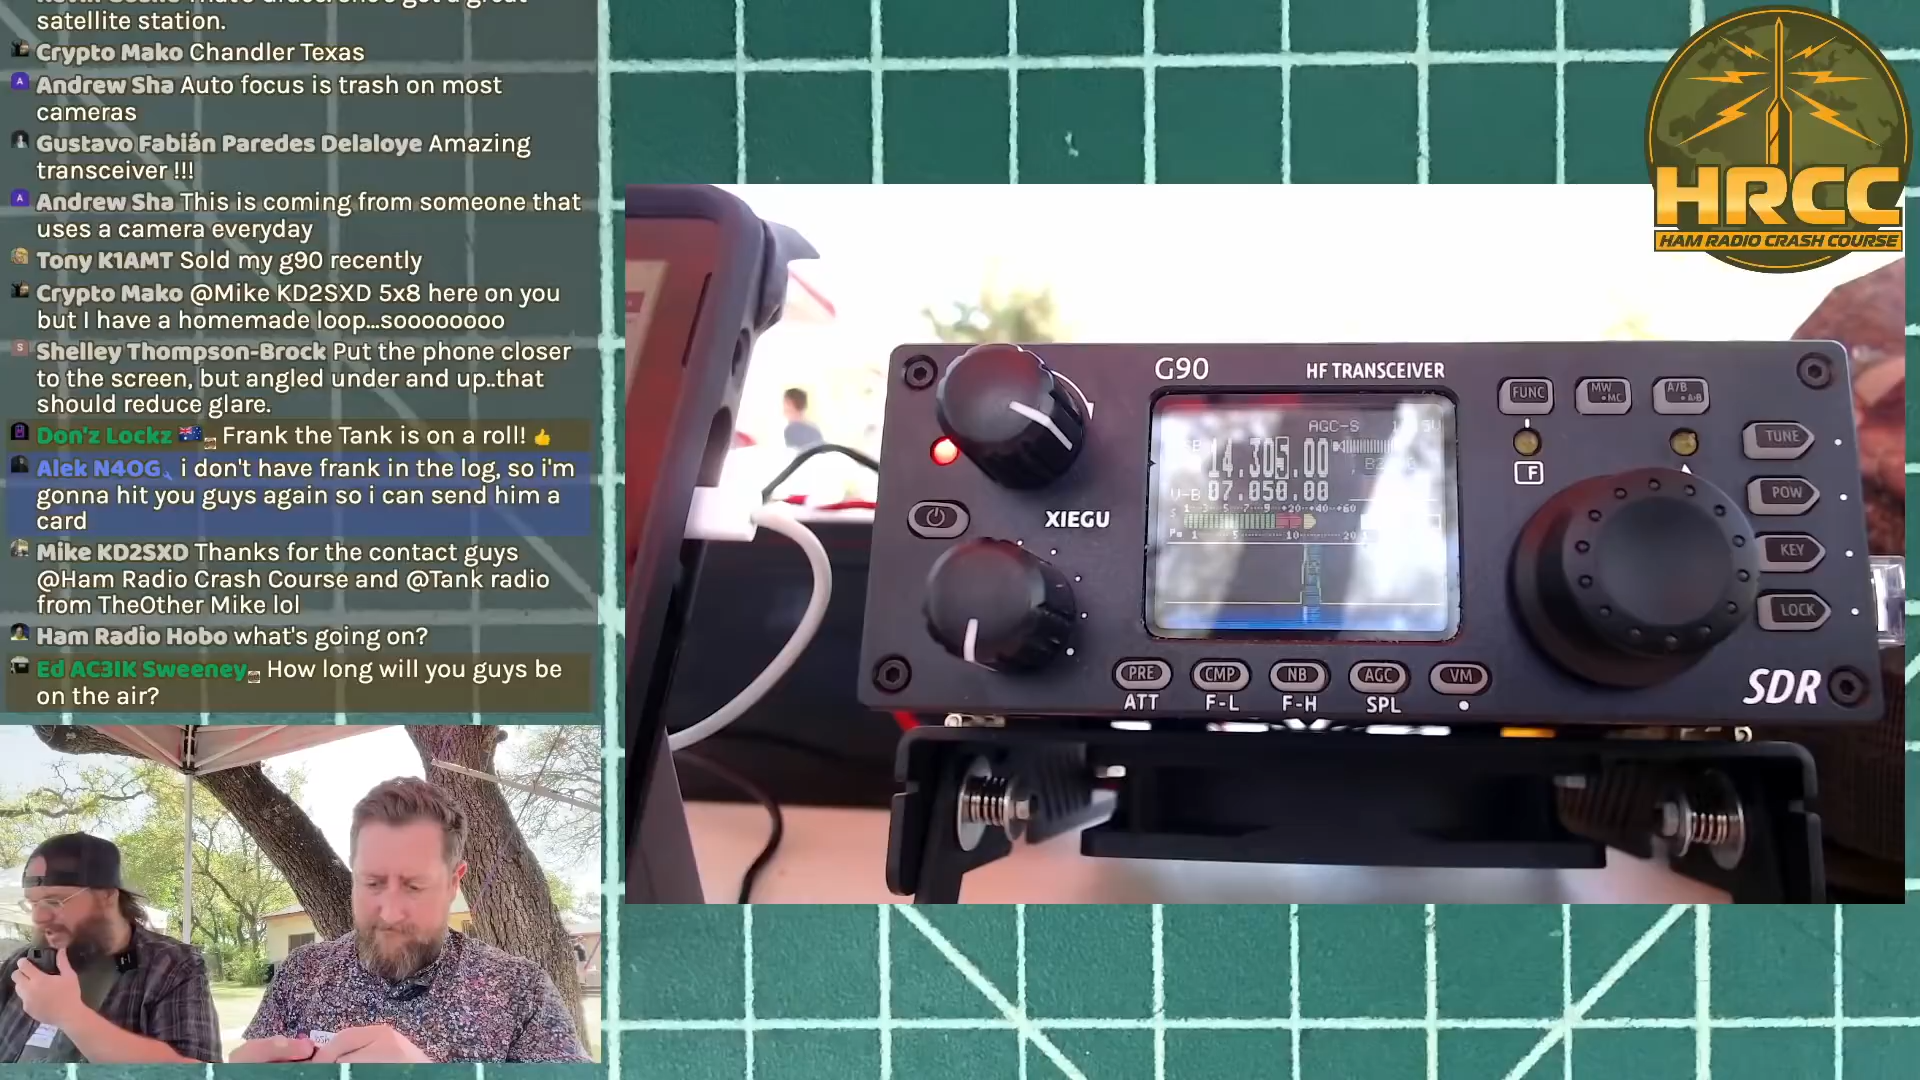 satellite station.
Crypto Mako Chandler Texas
Andrew Sha Auto focus is trash on most
cameras
Gustavo Fabián Paredes Delaloye Amazing
transceiver !!!
Andrew Sha This is coming from someone that
uses a camera everyday
Tony K1AMT Sold my g90 recently
Crypto Mako @Mike KD2SXD 5x8 here on you
but I have a homemade loop...soooooooo
Shelley Thompson-Brock Put the phone closer
to the screen, but angled under and up..that
should reduce glare.
Don'z Lockz Frank the Tank is on a roll!
Alek N4OG i don't have frank in the log, so i'm
gonna hit you guys again so i can send him a
card
Mike KD2SXD Thanks for the contact guys
@Ham Radio Crash Course and @Tank radio
from TheOther Mike lol
Ham Radio Hobo what's going on?
Ed AC3IK Sweeney How long will you guys be
on the air?
HRCC
HAM RADIO CRASH COURSE
G90 HF TRANSCEIVER
FUNC MW •MC A/B •A=B
F
TUNE
POW
KEY
LOCK
XIEGU
AGC-S
14.305.00
V-B 07.050.00
PRE CMP NB AGC VM
ATT F-L F-H SPL
SDR